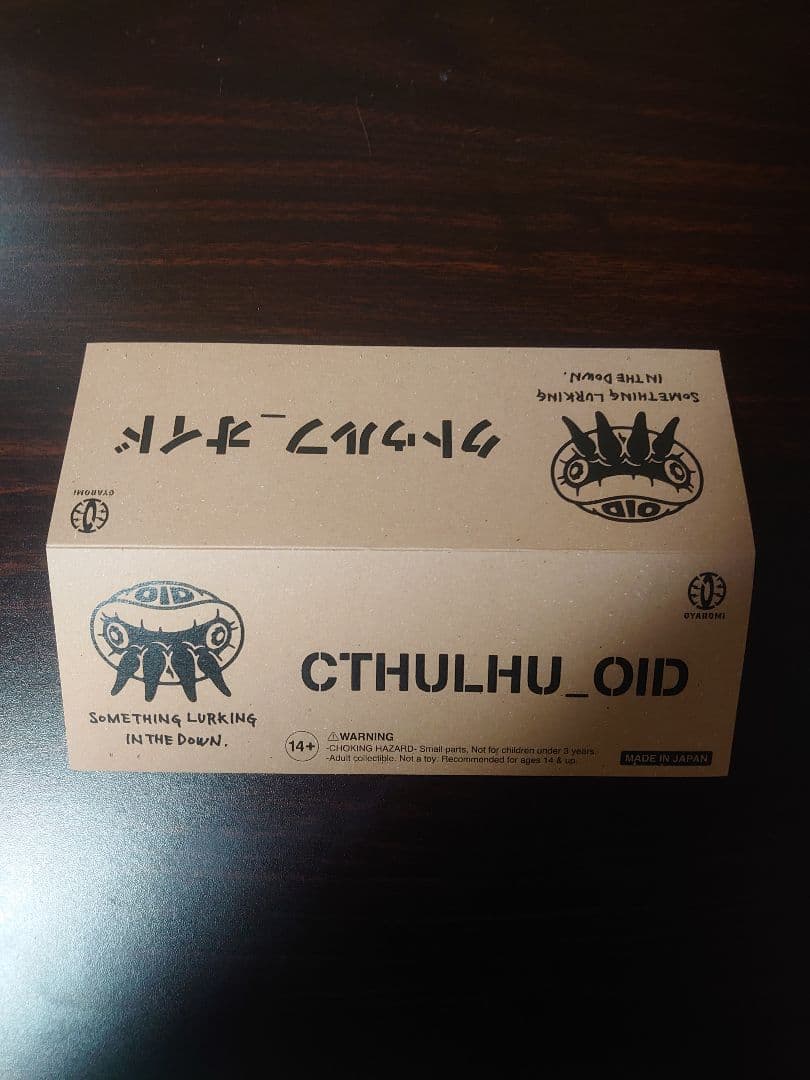 SOMETHING LURKING
IN THE DOWN.
OID
クトゥルフ_オイド
GYAROMI
OID
SOMETHING LURKING
IN THE DOWN.
GYAROMI
CTHULHU_OID
14+
⚠WARNING
-CHOKING HAZARD- Small parts, Not for children under 3 years.
-Adult collectible. Not a toy. Recommended for ages 14 & up.
MADE IN JAPAN